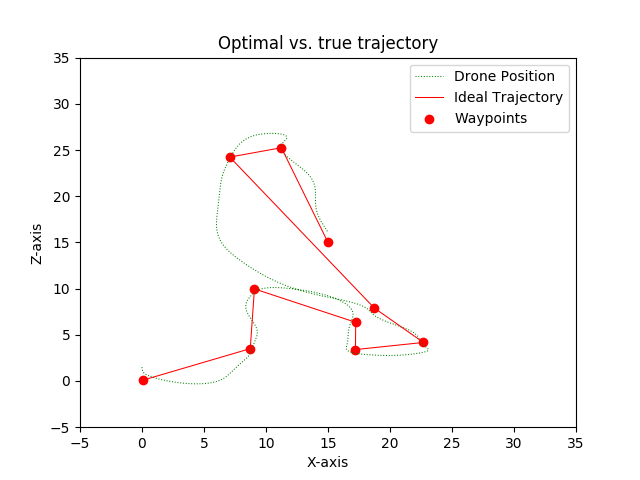 Optimal vs. true trajectory
Drone Position
Ideal Trajectory
Waypoints
35
30
25
20
15
10
5
0
−5
Z-axis
−5 0 5 10 15 20 25 30 35
X-axis